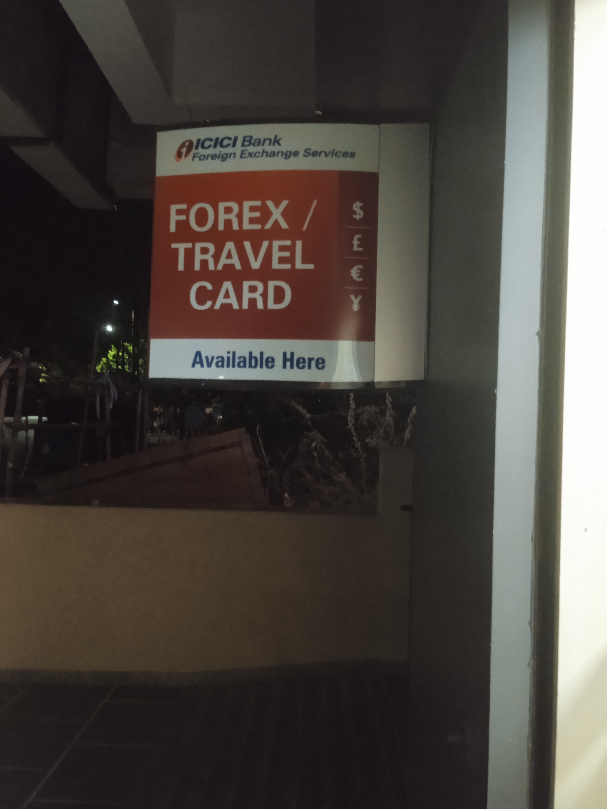 ICICI Bank
Foreign Exchange Services
FOREX /
TRAVEL
CARD
$
£
€
¥
Available Here